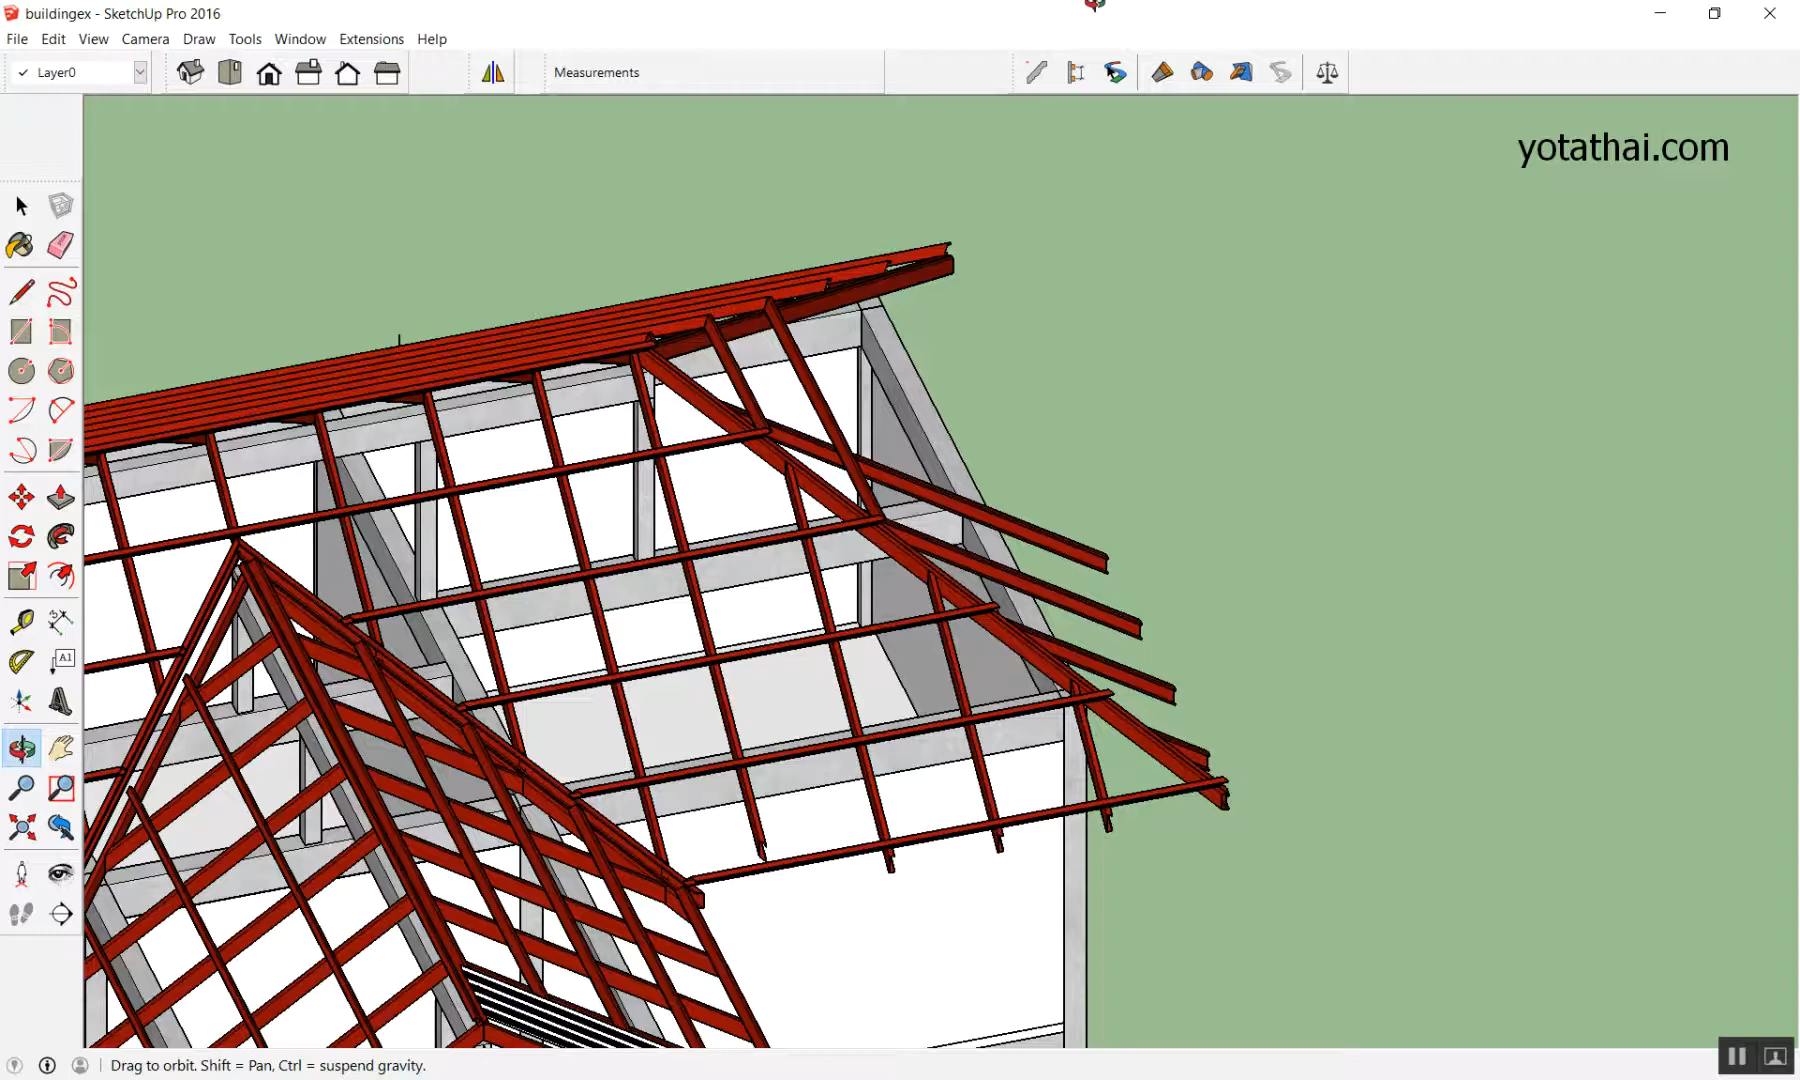 buildingex - SketchUp Pro 2016
File Edit View Camera Draw Tools Window Extensions Help
Layer0
Measurements
yotathai.com
A1
Drag to orbit. Shift = Pan, Ctrl = suspend gravity.